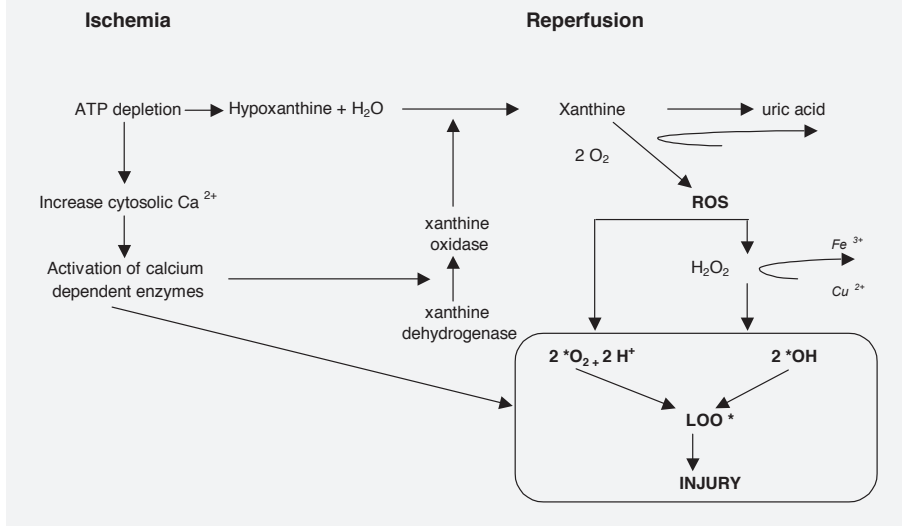 Ischemia
Reperfusion
ATP depletion
Hypoxanthine + H₂O
Xanthine
uric acid
2 O₂
Increase cytosolic Ca ²⁺
ROS
xanthine
oxidase
Activation of calcium
dependent enzymes
H₂O₂
Fe ³⁺
Cu ²⁺
xanthine
dehydrogenase
2 *O₂ ₊ 2 H⁺
2 *OH
LOO *
INJURY